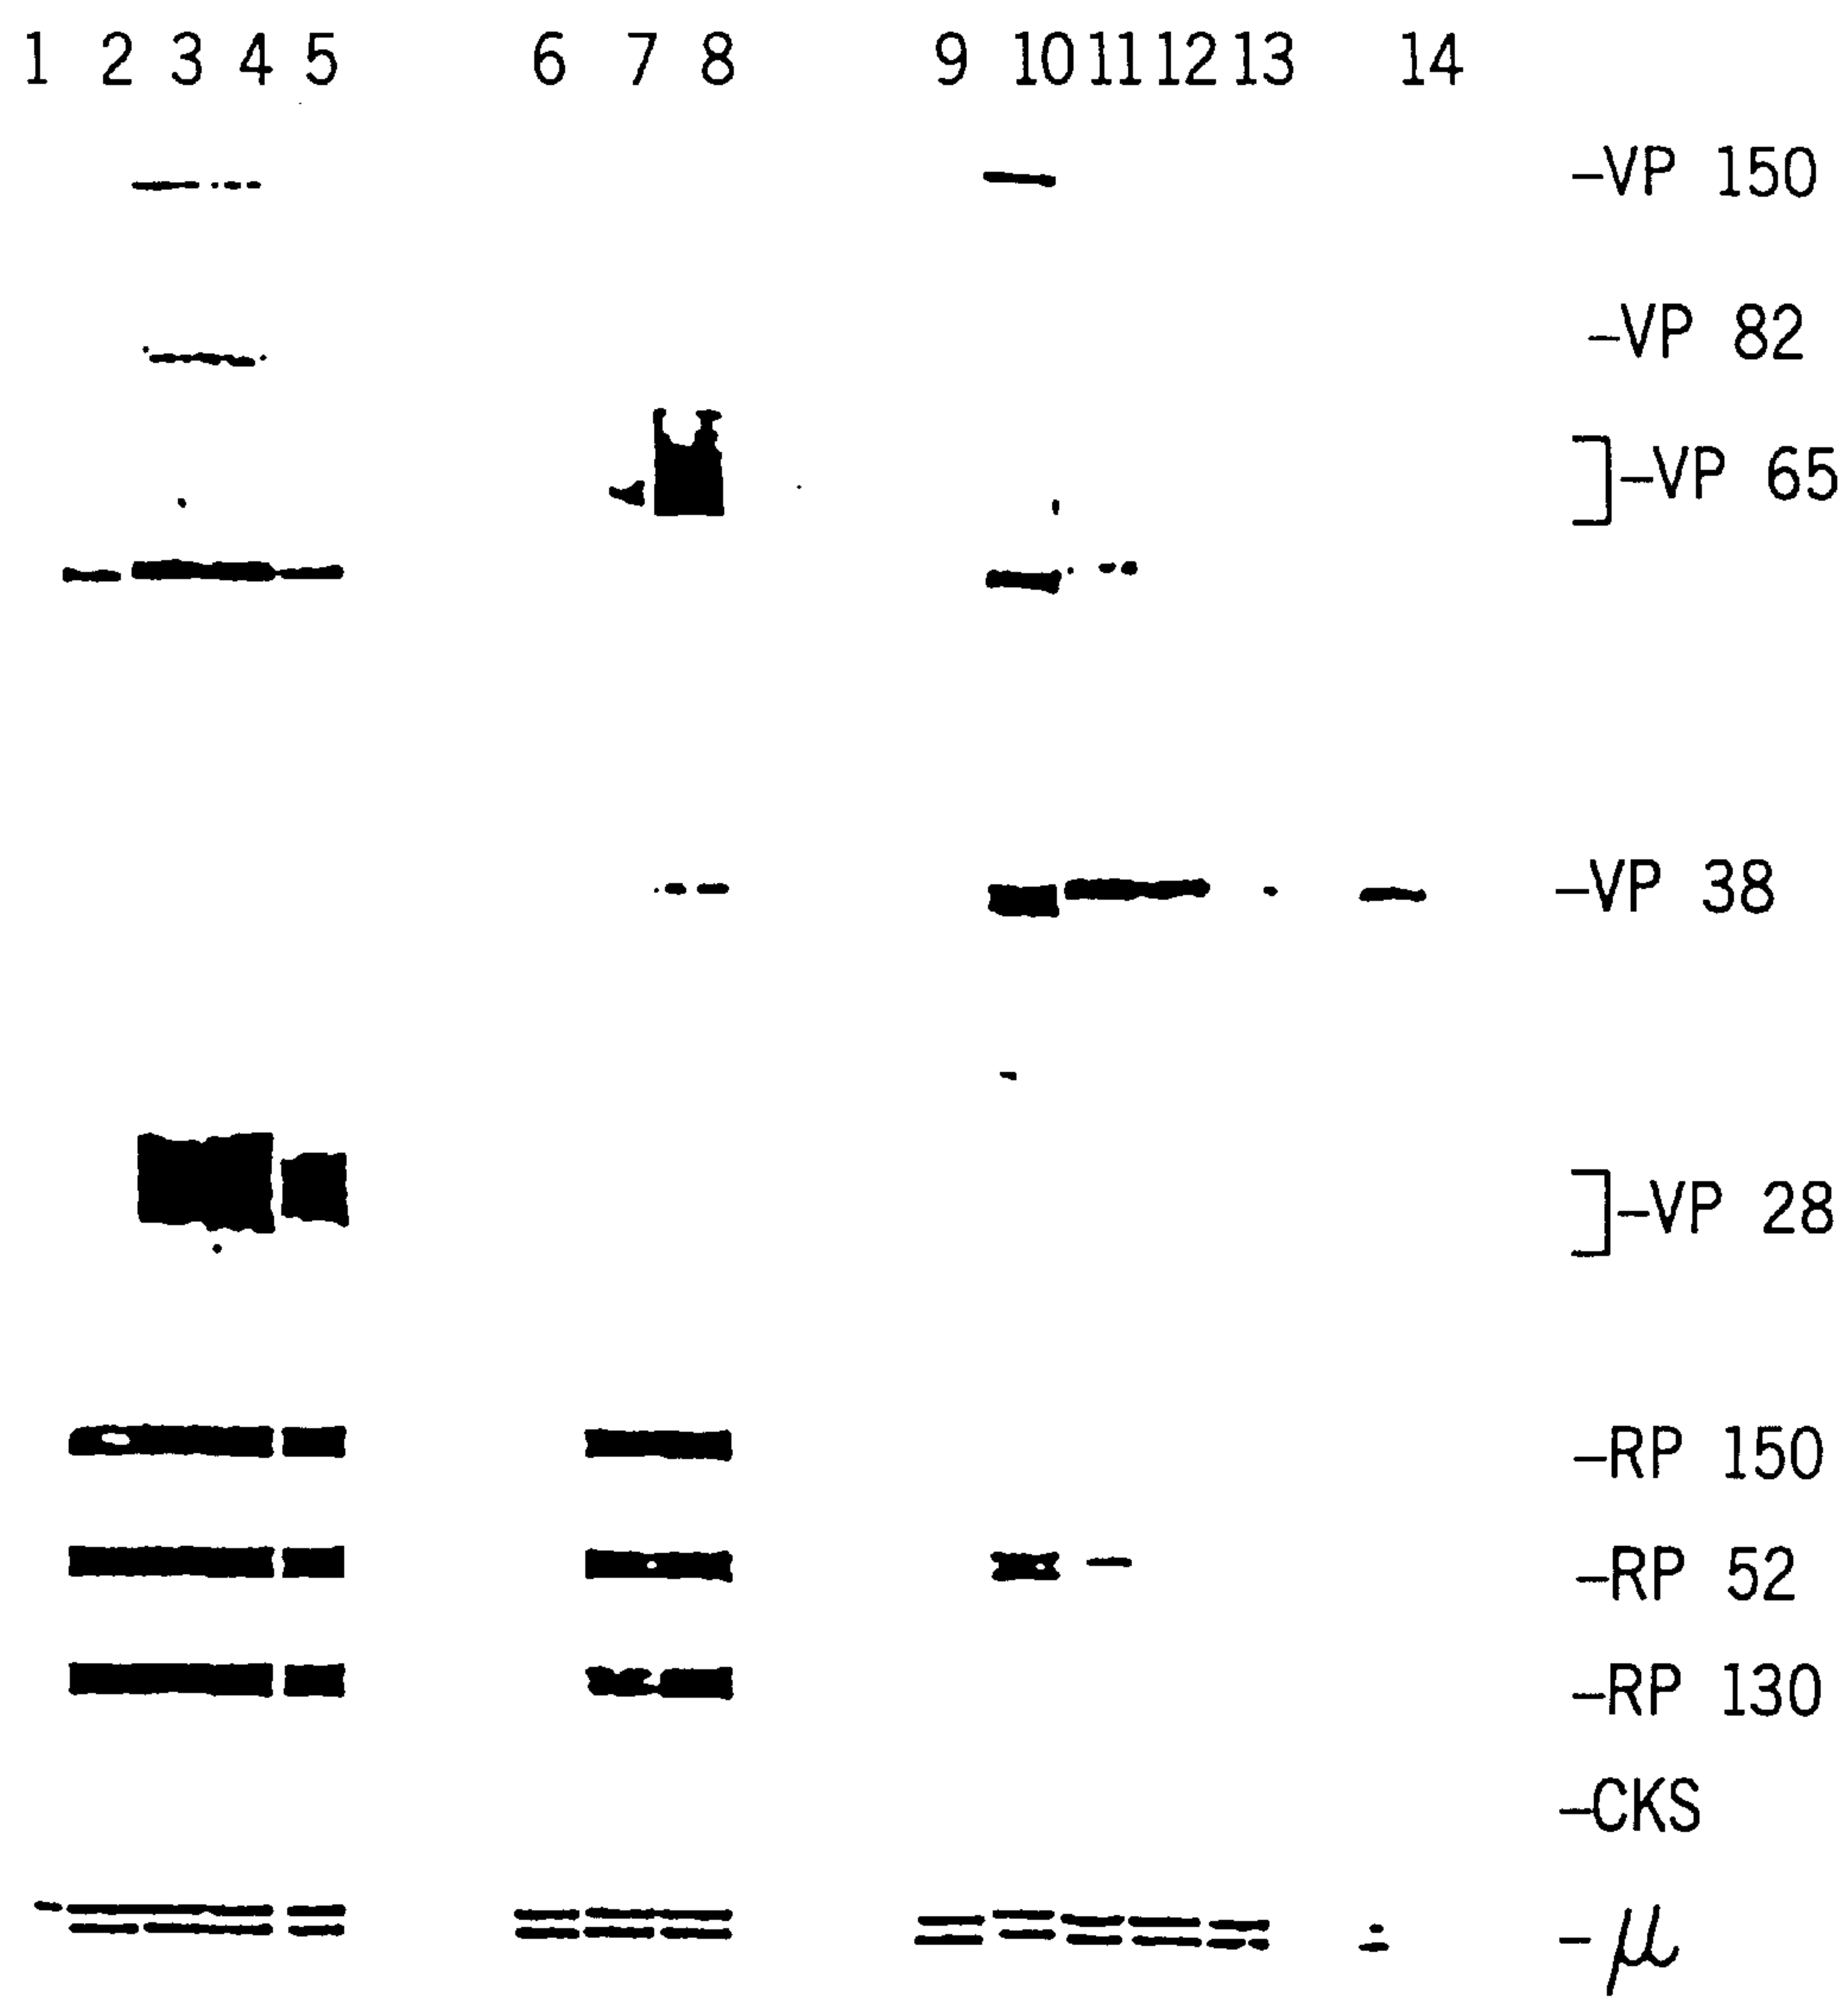 1 2 3 4 5 6 7 8 9 10 11 12 13 14
-VP 150
-VP 82
-VP 65
-VP 38
-VP 28
-RP 150
-RP 52
-RP 130
-CKS
-μ